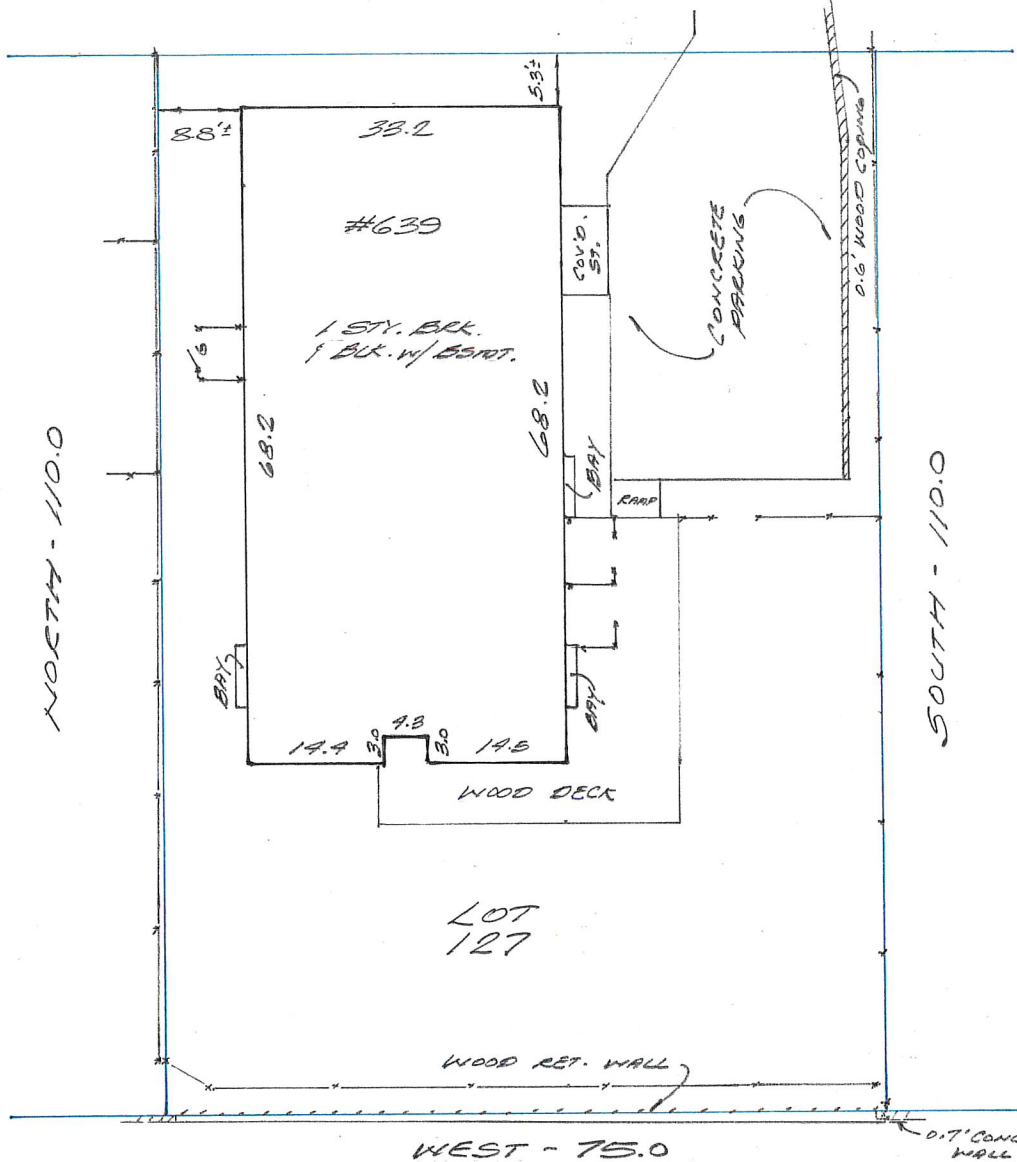 5.3'±
8.8'±
33.2
#639
COV'D.
ST.
CONCRETE
PARKING
0.6' WOOD COPING
1 STY. BRK.
& BLK. W/ BSMT.
G
68.2
68.2
BAY
RAMP
NORTH - 110.0
SOUTH - 110.0
BAY
BAY
4.3
3.0
3.0
14.4
14.5
WOOD DECK
LOT
127
WOOD RET. WALL
WEST - 75.0
0.7' CONC
WALL